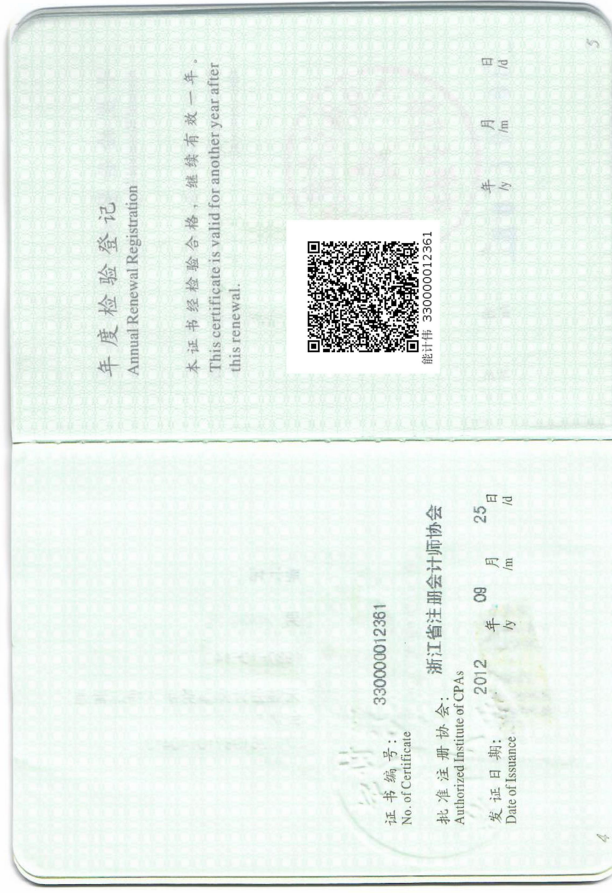 证书编号： 330000012361
No. of Certificate
批准注册协会： 浙江省注册会计师协会
Authorized Institute of CPAs
发证日期： 2012 年 09 月 25 日
Date of Issuance /y /m /d
4
年度检验登记
Annual Renewal Registration
本证书经检验合格，继续有效一年。
This certificate is valid for another year after
this renewal.
能计伟 330000012361
年 月 日
/y /m /d
5